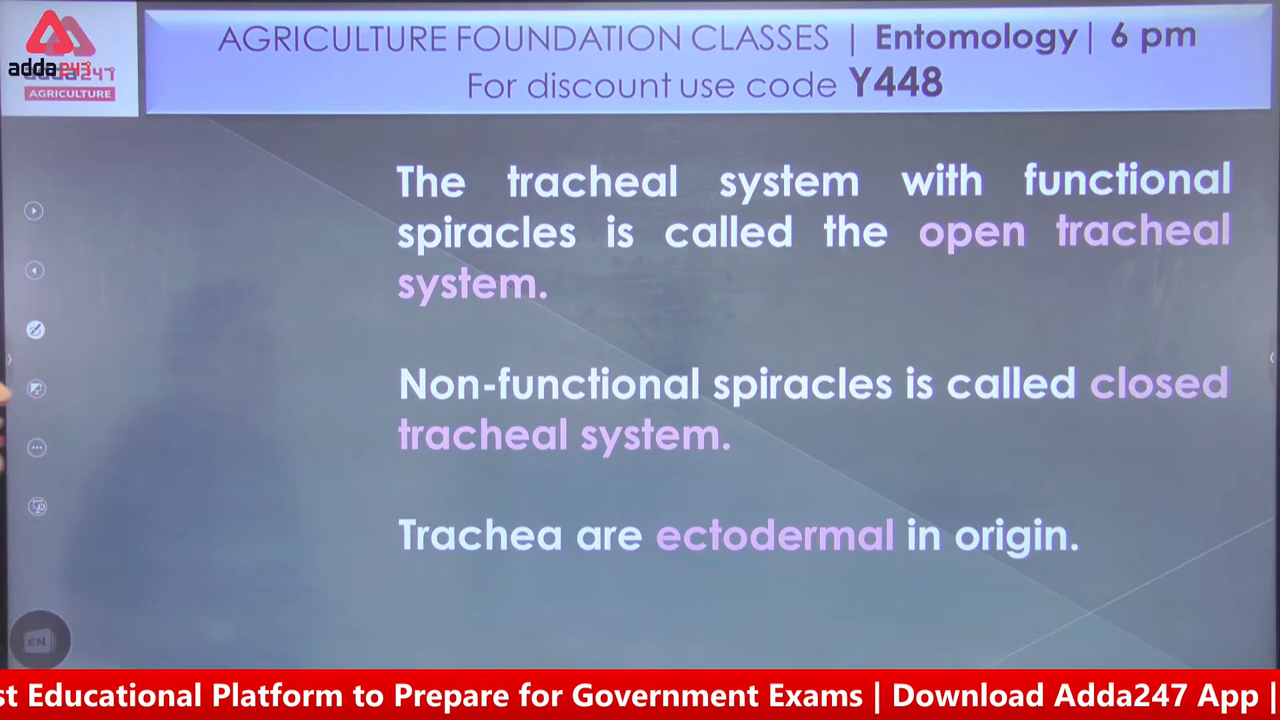 AGRICULTURE FOUNDATION CLASSES | Entomology| 6 pm
For discount use code Y448
adda247
adda247
AGRICULTURE
The tracheal system with functional
spiracles is called the open tracheal
system.
Non-functional spiracles is called closed
tracheal system.
Trachea are ectodermal in origin.
EN
st Educational Platform to Prepare for Government Exams | Download Adda247 App |